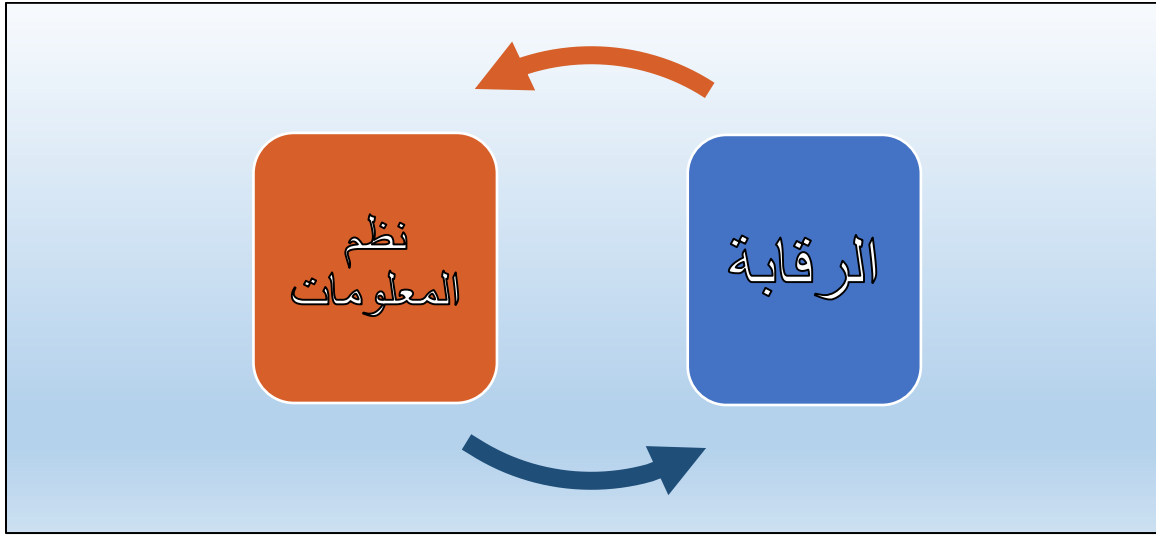 الرقابة
نظم
المعلومات